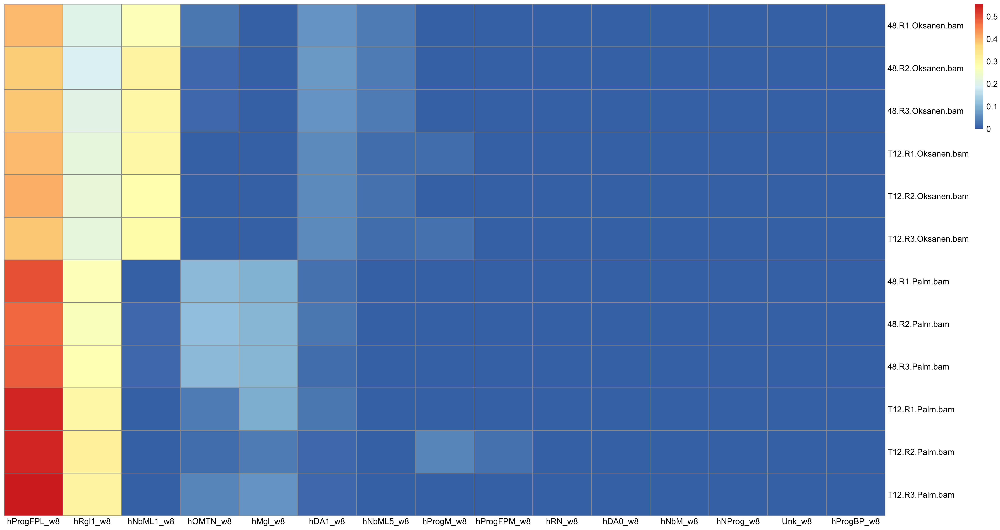 0.5
48.R1.Oksanen.bam
0.4
0.3
48.R2.Oksanen.bam
0.2
0.1
48.R3.Oksanen.bam
0
T12.R1.Oksanen.bam
T12.R2.Oksanen.bam
T12.R3.Oksanen.bam
48.R1.Palm.bam
48.R2.Palm.bam
48.R3.Palm.bam
T12.R1.Palm.bam
T12.R2.Palm.bam
T12.R3.Palm.bam
hProgFPL_w8 hRgl1_w8 hNbML1_w8 hOMTN_w8 hMgl_w8 hDA1_w8 hNbML5_w8 hProgM_w8 hProgFPM_w8 hRN_w8 hDA0_w8 hNbM_w8 hNProg_w8 Unk_w8 hProgBP_w8